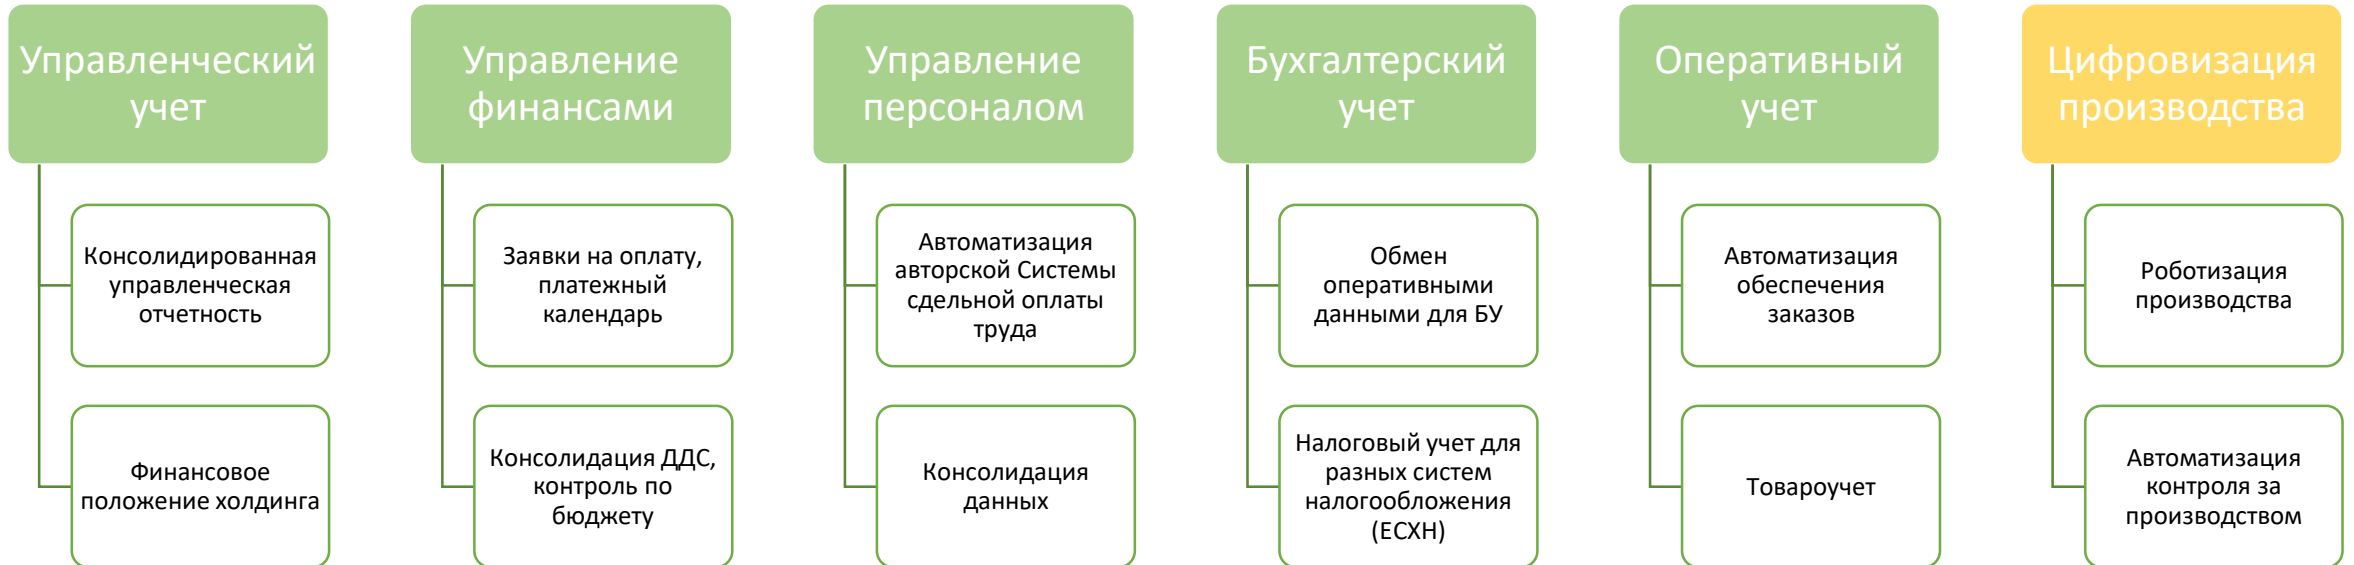 Управленческий
учет
Консолидированная
управленческая
отчетность
Финансовое
положение холдинга
Управление
финансами
Заявки на оплату,
платежный
календарь
Консолидация ДДС,
контроль по
бюджету
Управление
персоналом
Автоматизация
авторской Системы
сдельной оплаты
труда
Консолидация
данных
Бухгалтерский
учет
Обмен
оперативными
данными для БУ
Налоговый учет для
разных систем
налогообложения
(ЕСХН)
Оперативный
учет
Автоматизация
обеспечения
заказов
Товароучет
Цифровизация
производства
Роботизация
производства
Автоматизация
контроля за
производством